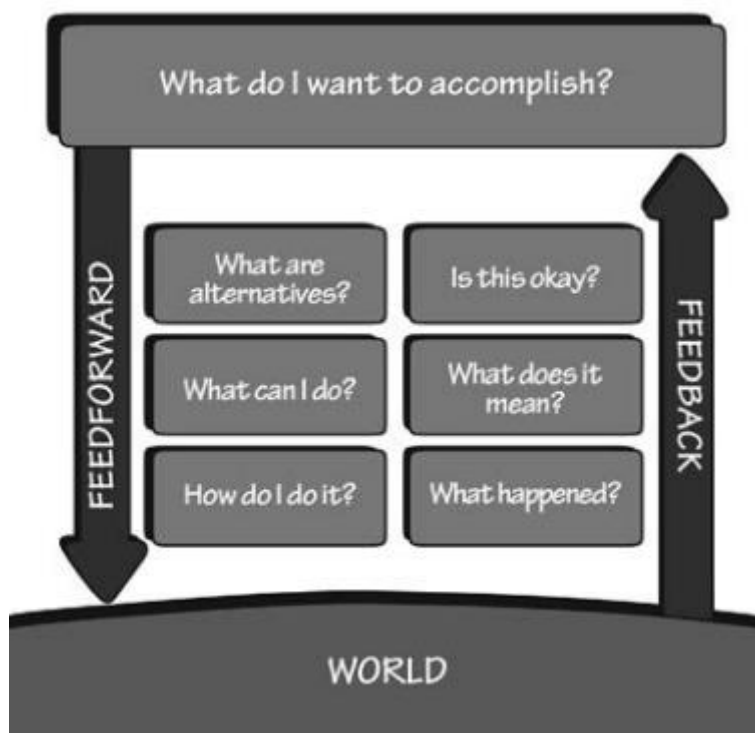 What do I want to accomplish?
FEEDFORWARD
What are
alternatives?
What can I do?
How do I do it?
Is this okay?
What does it
mean?
What happened?
FEEDBACK
WORLD